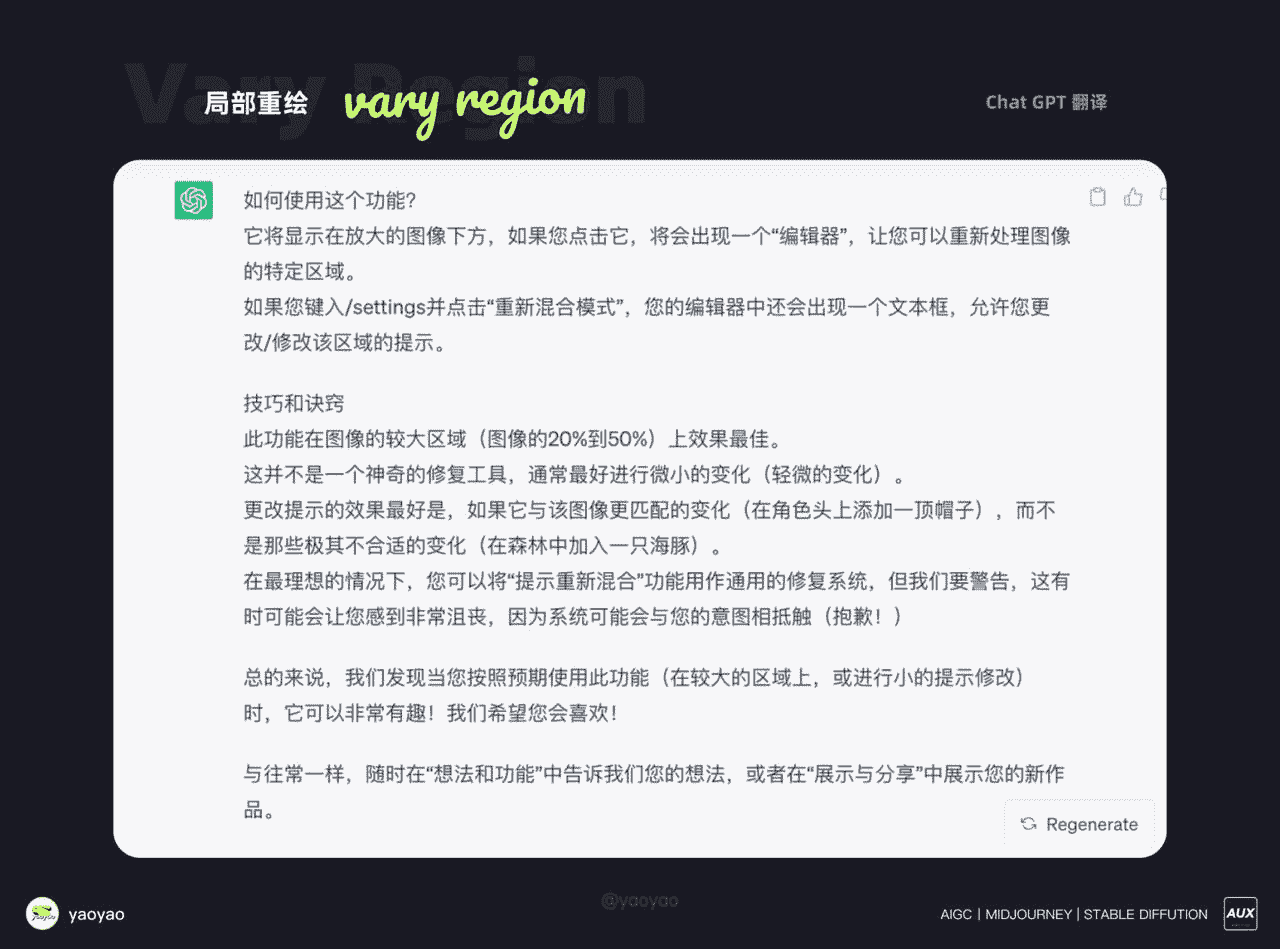 Vary Region
局部重绘
vary region
Chat GPT 翻译
如何使用这个功能?
它将显示在放大的图像下方，如果您点击它，将会出现一个“编辑器”，让您可以重新处理图像
的特定区域。
如果您键入/settings并点击“重新混合模式”，您的编辑器中还会出现一个文本框，允许您更
改/修改该区域的提示。
技巧和诀窍
此功能在图像的较大区域（图像的20%到50%）上效果最佳。
这并不是一个神奇的修复工具，通常最好进行微小的变化（轻微的变化）。
更改提示的效果最好是，如果它与该图像更匹配的变化（在角色头上添加一顶帽子），而不
是那些极其不合适的变化（在森林中加入一只海豚）。
在最理想的情况下，您可以将“提示重新混合”功能用作通用的修复系统，但我们要警告，这有
时可能会让您感到非常沮丧，因为系统可能会与您的意图相抵触（抱歉！）
总的来说，我们发现当您按照预期使用此功能（在较大的区域上，或进行小的提示修改）
时，它可以非常有趣！我们希望您会喜欢！
与往常一样，随时在“想法和功能”中告诉我们您的想法，或者在“展示与分享”中展示您的新作
品。
Regenerate
@yaoyao
yaoyao
AIGC | MIDJOURNEY | STABLE DIFFUTION
AUX